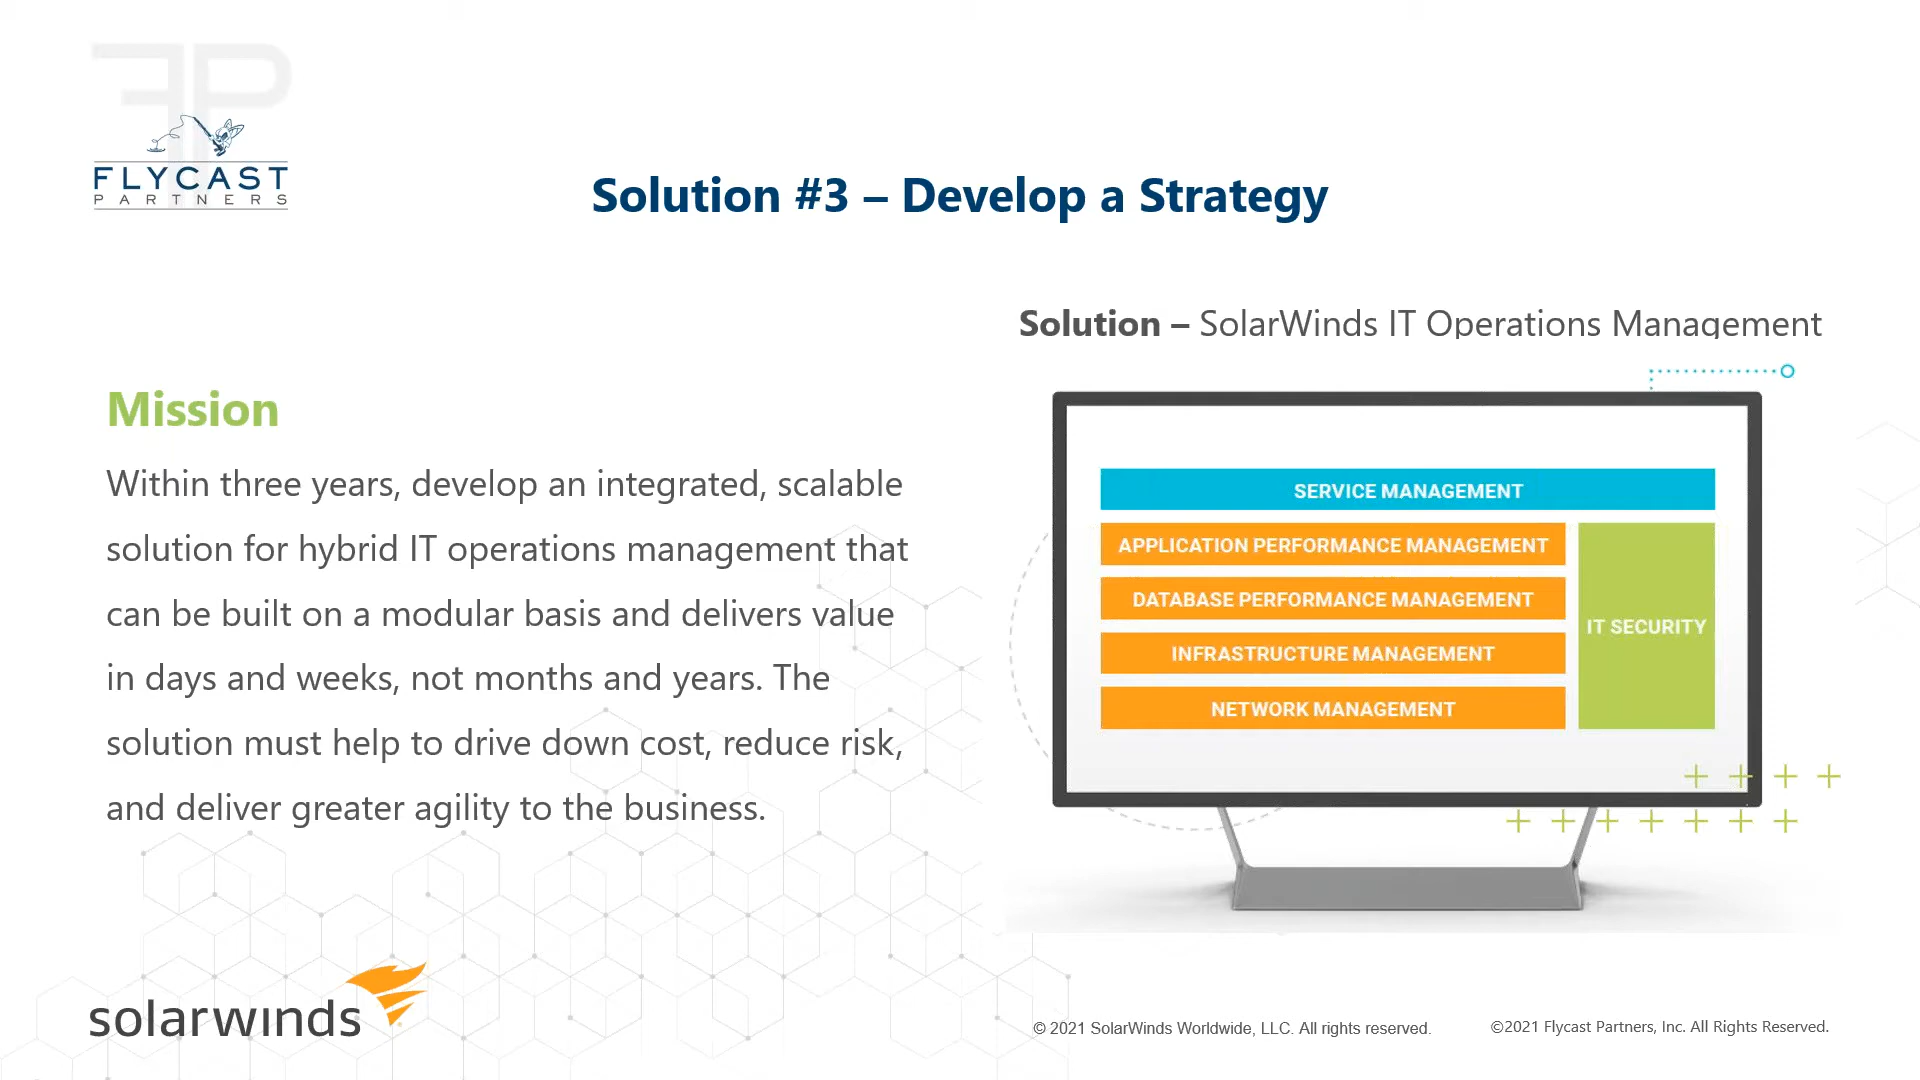 FP
FLYCAST
PARTNERS
Solution #3 – Develop a Strategy
Solution – SolarWinds IT Operations Management
Mission
Within three years, develop an integrated, scalable
solution for hybrid IT operations management that
can be built on a modular basis and delivers value
in days and weeks, not months and years. The
solution must help to drive down cost, reduce risk,
and deliver greater agility to the business.
SERVICE MANAGEMENT
APPLICATION PERFORMANCE MANAGEMENT
DATABASE PERFORMANCE MANAGEMENT
INFRASTRUCTURE MANAGEMENT
NETWORK MANAGEMENT
IT SECURITY
solarwinds
© 2021 SolarWinds Worldwide, LLC. All rights reserved.
©2021 Flycast Partners, Inc. All Rights Reserved.